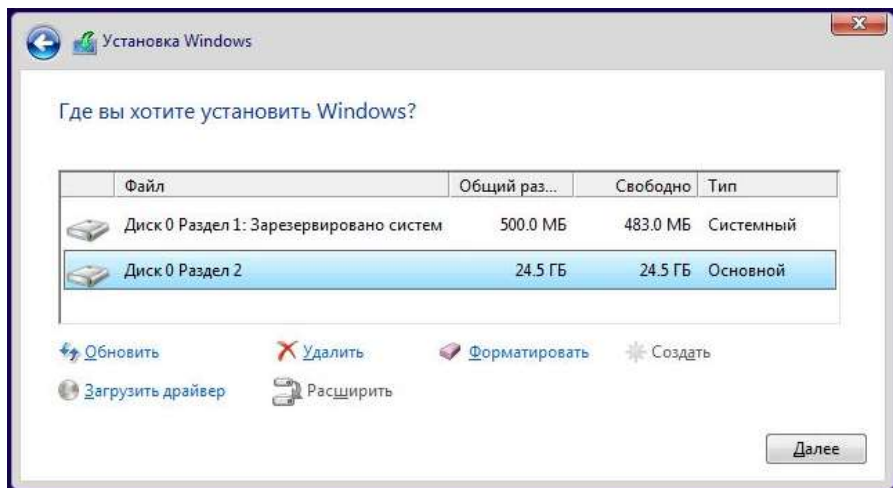 Установка Windows
Где вы хотите установить Windows?
Файл Общий раз... Свободно Тип
Диск 0 Раздел 1: Зарезервировано систем 500.0 МБ 483.0 МБ Системный
Диск 0 Раздел 2 24.5 ГБ 24.5 ГБ Основной
Обновить Удалить Форматировать Создать
Загрузить драйвер Расширить
Далее